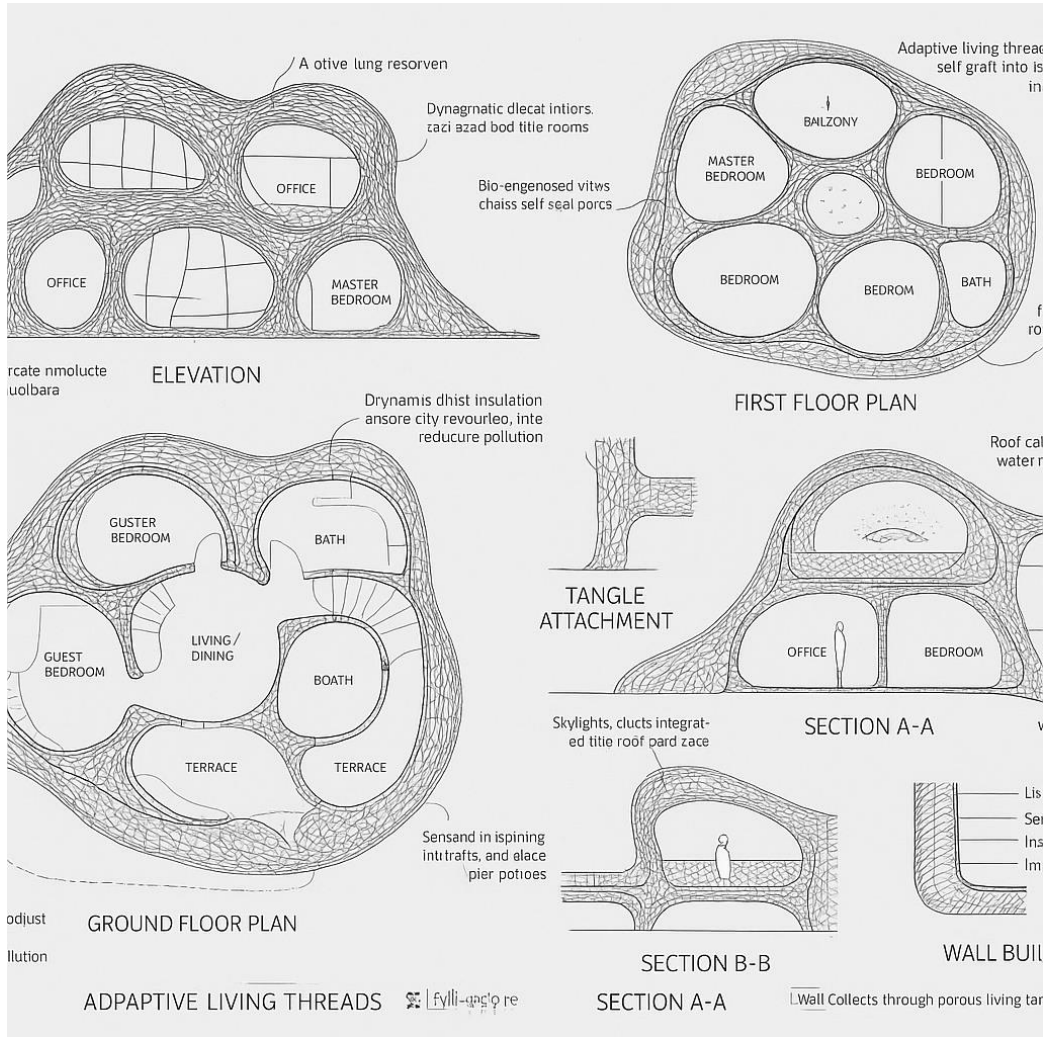 A otive lung resorven
Dynagnatic dlecat intiors.
zazi azad bod title rooms
OFFICE
OFFICE
MASTER
BEDROOM
rcate nmolucte
uolbara
ELEVATION
Adaptive living threac
self graft into is
in
Bio-engenosed vitws
chaiss self seal porcs
BALZONY
MASTER
BEDROOM
BEDROOM
BEDROOM
BEDROM
BATH
f
ro
FIRST FLOOR PLAN
Drynamis dhist insulation
ansore city revourleo, inte
reducure pollution
GUSTER
BEDROOM
BATH
GUEST
BEDROOM
LIVING/
DINING
BOATH
TERRACE
TERRACE
Sensand in ispining
intrafts, and elace
pier potioes
odjust
llution
GROUND FLOOR PLAN
TANGLE
ATTACHMENT
Roof cal
water r
OFFICE
BEDROOM
SECTION A-A
Skylights, clucts integrat-
ed title roof pard zace
SECTION B-B
w
Lis
Ser
Ins
Im
WALL BUIL
ADPAPTIVE LIVING THREADS
SECTION A-A
Wall Collects through porous living tar